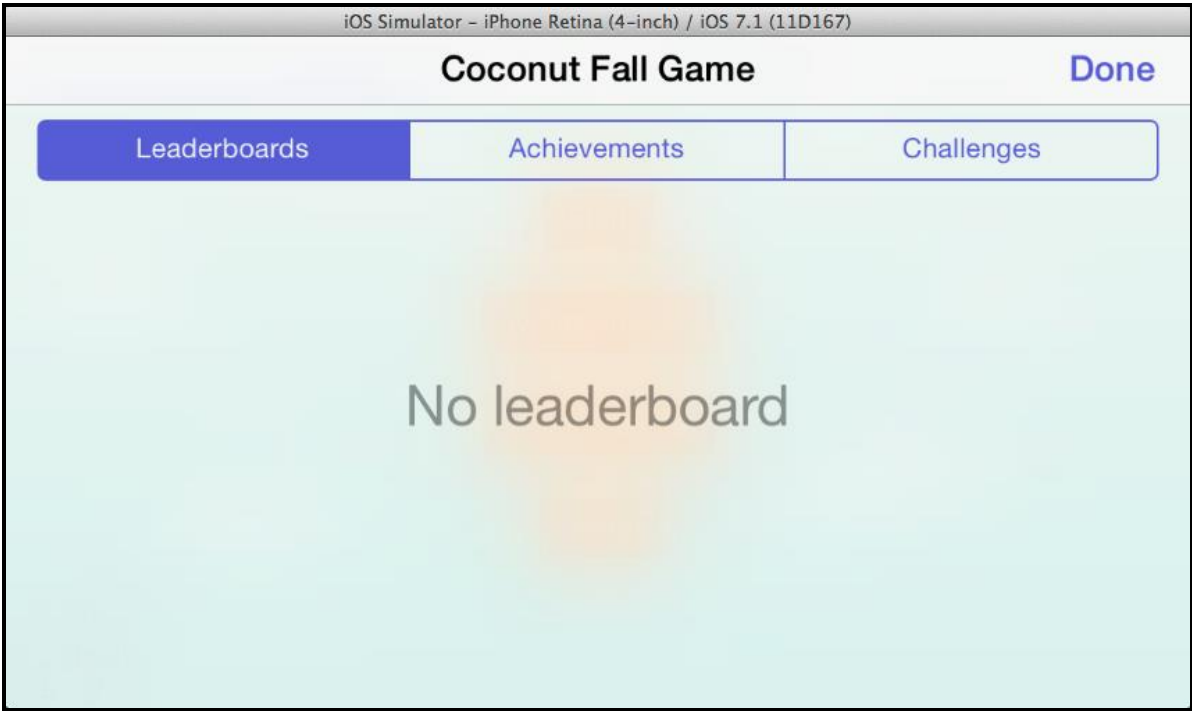 iOS Simulator – iPhone Retina (4-inch) / iOS 7.1 (11D167)
Coconut Fall Game Done
Leaderboards Achievements Challenges
No leaderboard